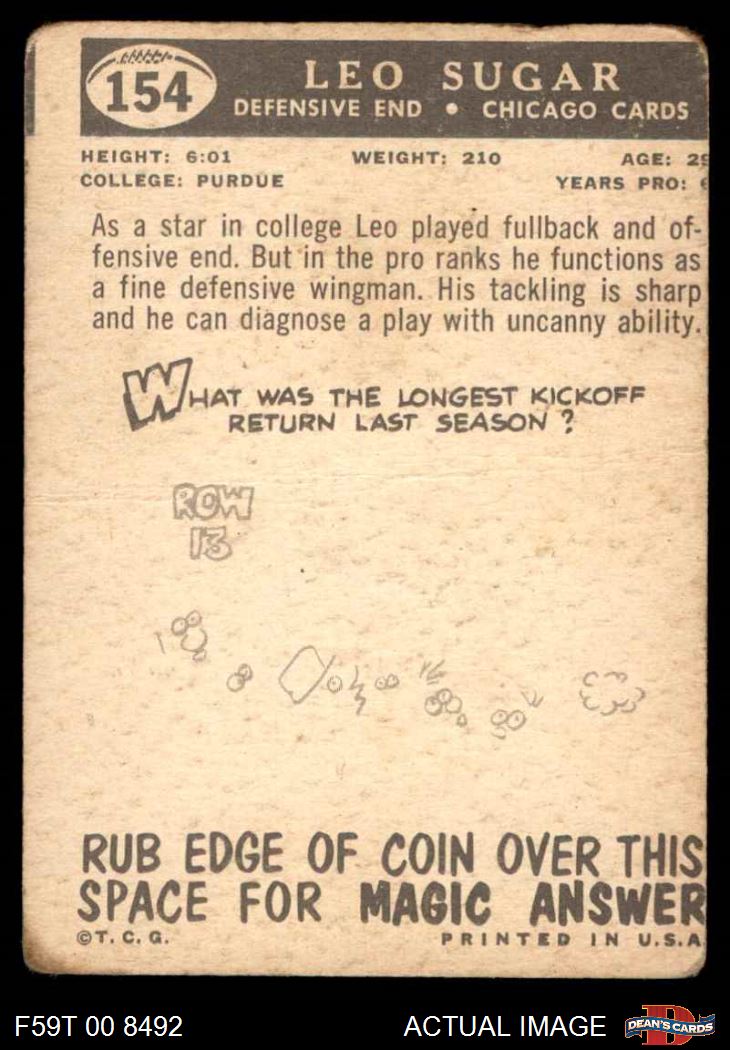 154
LEO SUGAR
DEFENSIVE END • CHICAGO CARDS
HEIGHT: 6:01 WEIGHT: 210 AGE: 29
COLLEGE: PURDUE YEARS PRO:
As a star in college Leo played fullback and of-
fensive end. But in the pro ranks he functions as
a fine defensive wingman. His tackling is sharp
and he can diagnose a play with uncanny ability.
WHAT WAS THE LONGEST KICKOFF
RETURN LAST SEASON?
ROW
13
RUB EDGE OF COIN OVER THIS
SPACE FOR MAGIC ANSWER
©T. C. G. PRINTED IN U.S.A
F59T 00 8492 ACTUAL IMAGE
D
DEAN'S CARDS